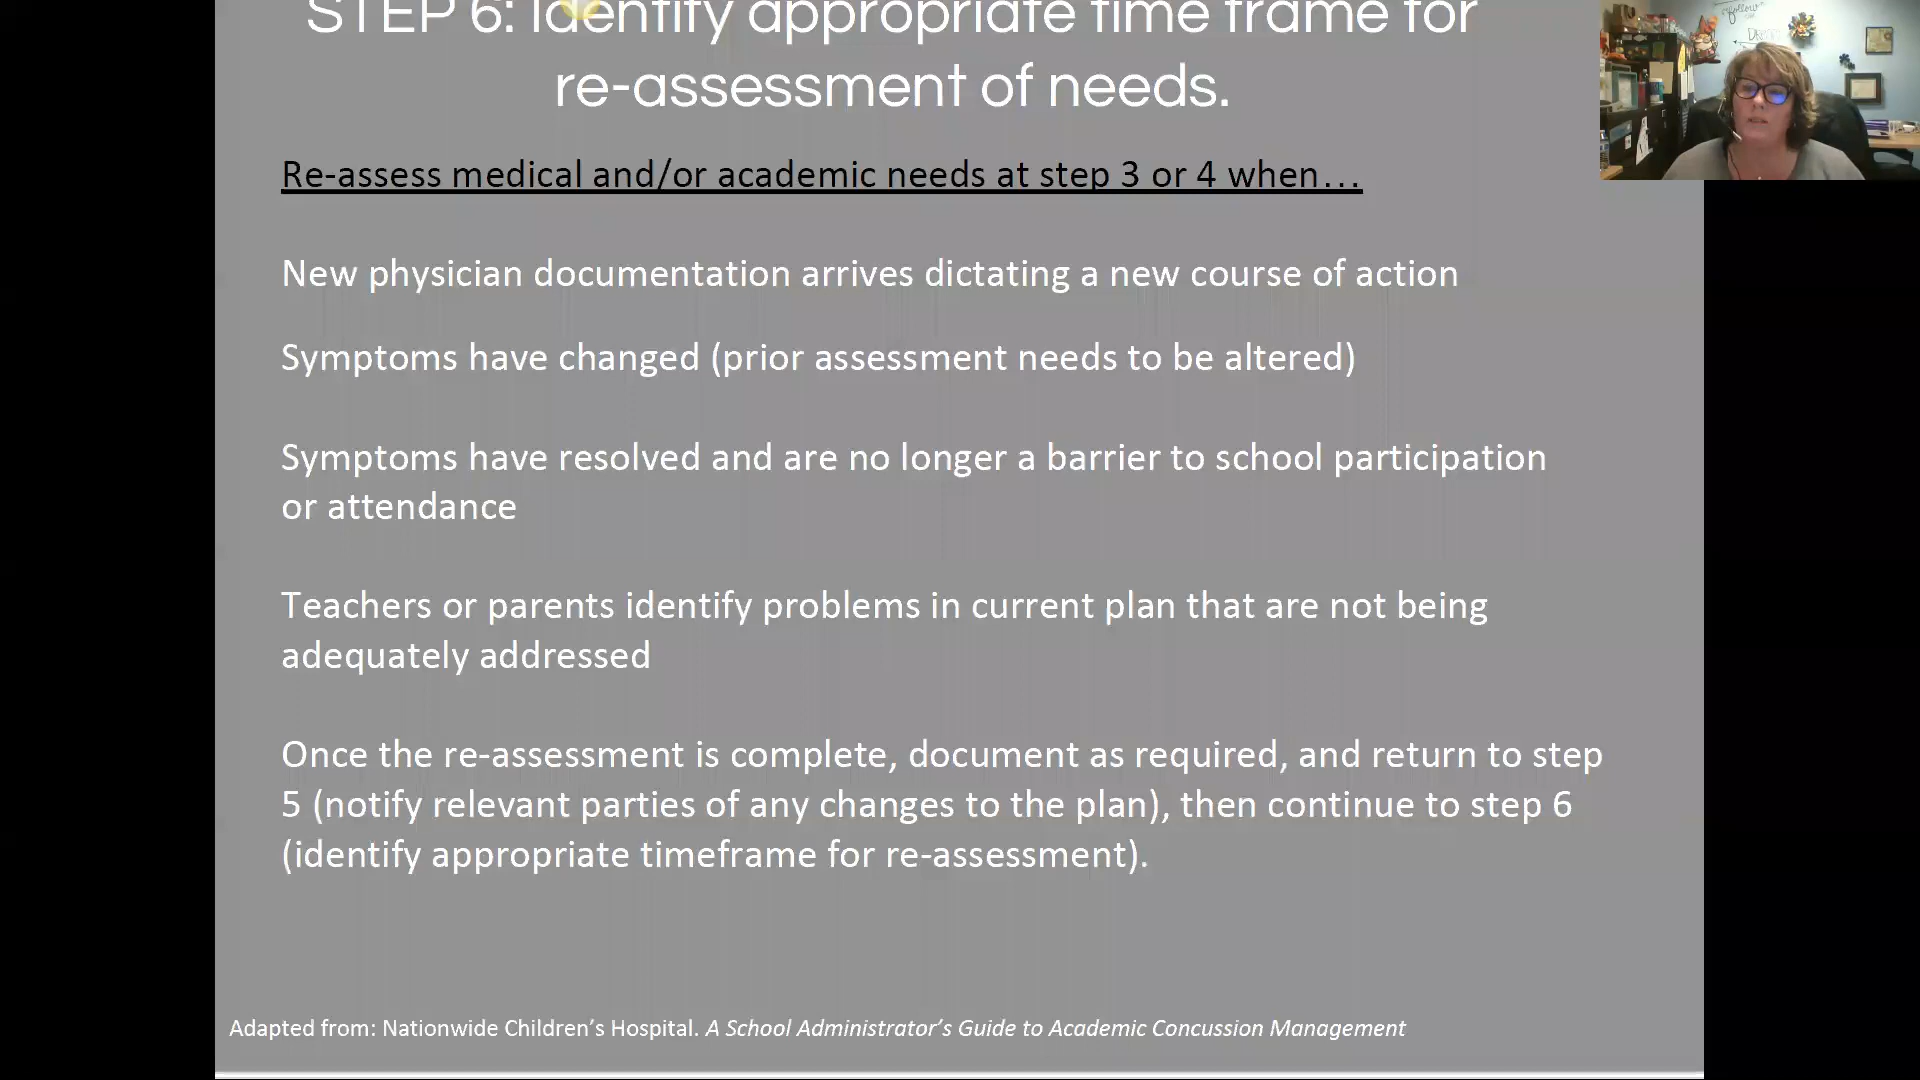 STEP 6: Identify appropriate time frame for
re-assessment of needs.
Re-assess medical and/or academic needs at step 3 or 4 when...
New physician documentation arrives dictating a new course of action
Symptoms have changed (prior assessment needs to be altered)
Symptoms have resolved and are no longer a barrier to school participation
or attendance
Teachers or parents identify problems in current plan that are not being
adequately addressed
Once the re-assessment is complete, document as required, and return to step
5 (notify relevant parties of any changes to the plan), then continue to step 6
(identify appropriate timeframe for re-assessment).
Adapted from: Nationwide Children’s Hospital. A School Administrator’s Guide to Academic Concussion Management
follow